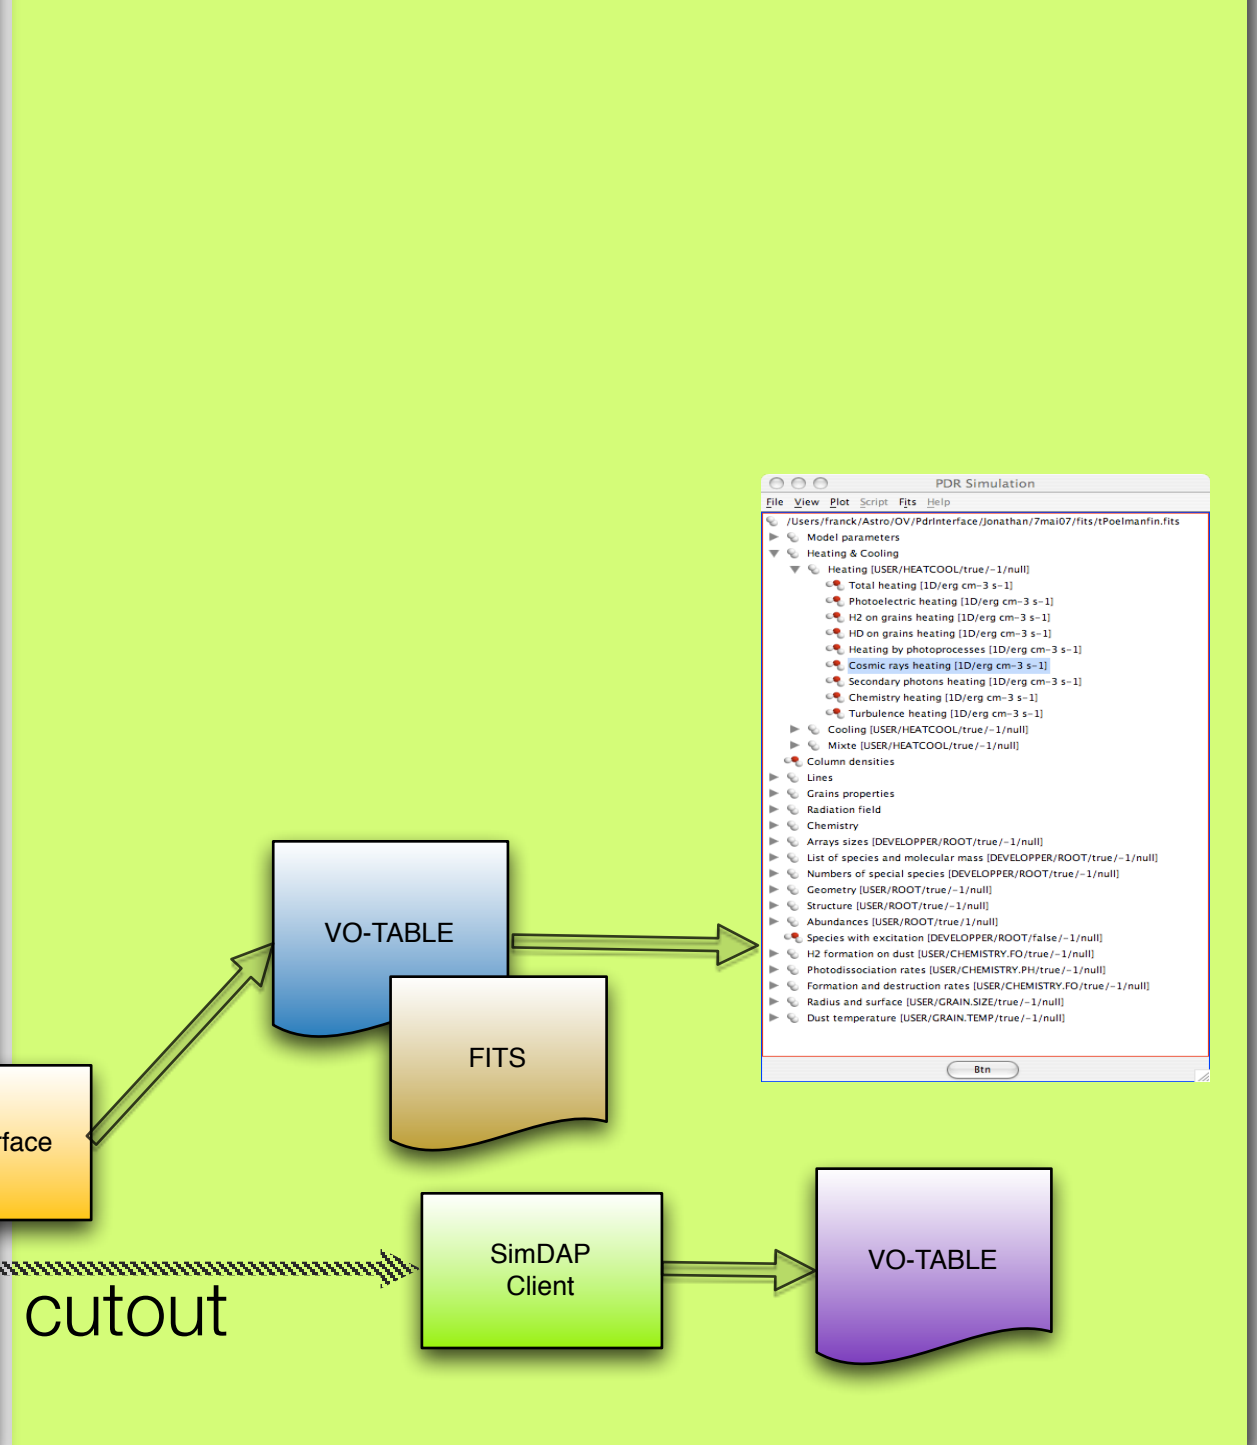 PDR Simulation
File View Plot Script Fits Help
/Users/franck/Astro/OV/PdrInterface/Jonathan/7mai07/fits/tPoelmanfin.fits
Model parameters
Heating & Cooling
Heating [USER/HEATCOOL/true/-1/null]
Total heating [1D/erg cm-3 s-1]
Photoelectric heating [1D/erg cm-3 s-1]
H2 on grains heating [1D/erg cm-3 s-1]
HD on grains heating [1D/erg cm-3 s-1]
Heating by photoprocesses [1D/erg cm-3 s-1]
Cosmic rays heating [1D/erg cm-3 s-1]
Secondary photons heating [1D/erg cm-3 s-1]
Chemistry heating [1D/erg cm-3 s-1]
Turbulence heating [1D/erg cm-3 s-1]
Cooling [USER/HEATCOOL/true/-1/null]
Mixte [USER/HEATCOOL/true/-1/null]
Column densities
Lines
Grains properties
Radiation field
Chemistry
Arrays sizes [DEVELOPPER/ROOT/true/-1/null]
List of species and molecular mass [DEVELOPPER/ROOT/true/-1/null]
Numbers of special species [DEVELOPPER/ROOT/true/-1/null]
Geometry [USER/ROOT/true/-1/null]
Structure [USER/ROOT/true/-1/null]
Abundances [USER/ROOT/true/1/null]
Species with excitation [DEVELOPPER/ROOT/false/-1/null]
H2 formation on dust [USER/CHEMISTRY.FO/true/-1/null]
Photodissociation rates [USER/CHEMISTRY.PH/true/-1/null]
Formation and destruction rates [USER/CHEMISTRY.FO/true/-1/null]
Radius and surface [USER/GRAIN.SIZE/true/-1/null]
Dust temperature [USER/GRAIN.TEMP/true/-1/null]
Btn
VO-TABLE
FITS
rface
SimDAP
Client
VO-TABLE
cutout